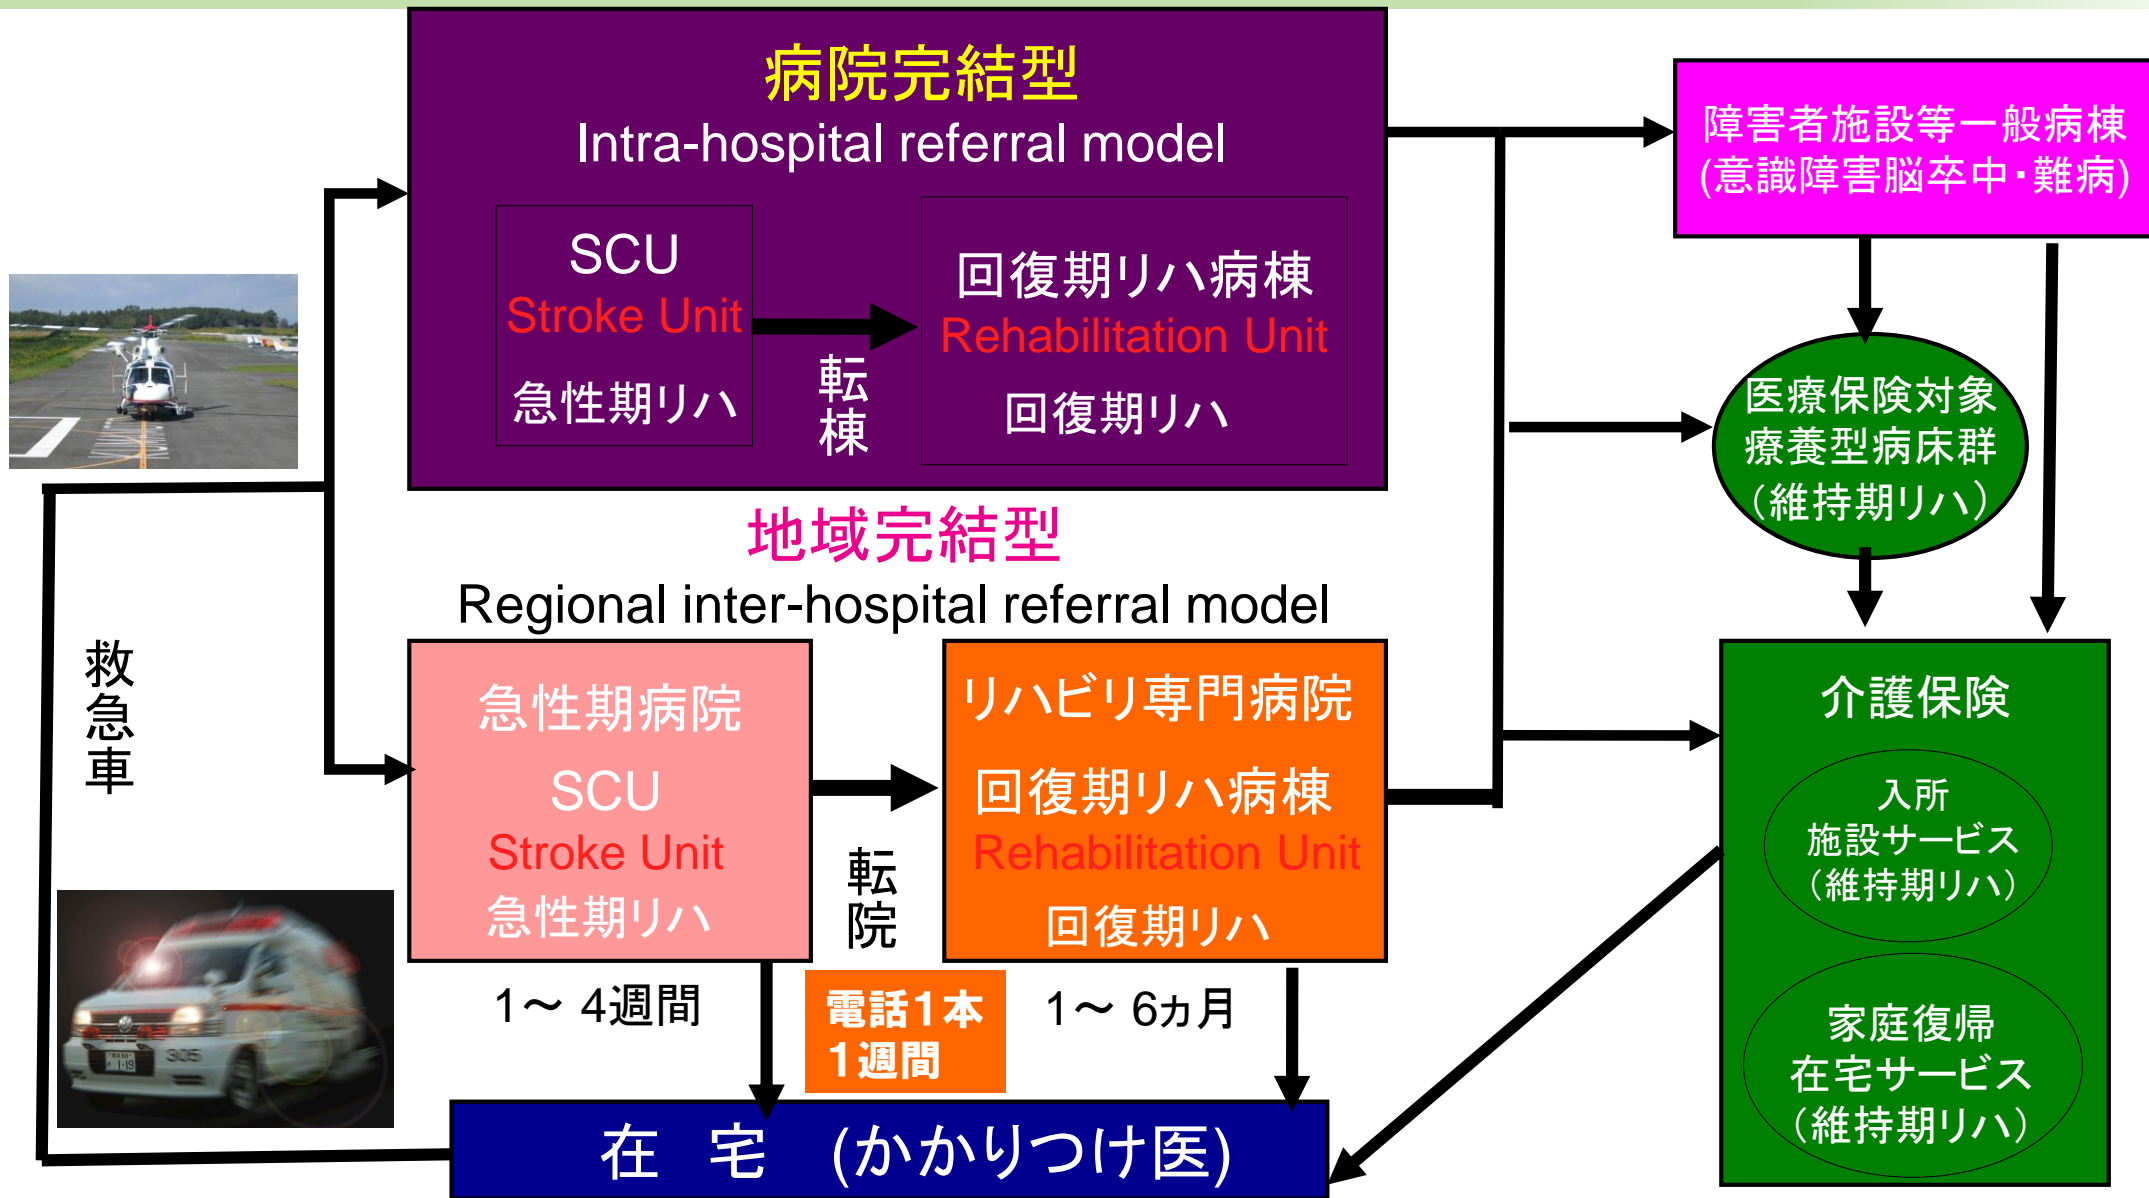 病院完結型
Intra-hospital referral model
SCU
Stroke Unit
急性期リハ
転棟
回復期リハ病棟
Rehabilitation Unit
回復期リハ
障害者施設等一般病棟
(意識障害脳卒中・難病)
医療保険対象
療養型病床群
（維持期リハ）
地域完結型
Regional inter-hospital referral model
救急車
急性期病院
SCU
Stroke Unit
急性期リハ
転院
リハビリ専門病院
回復期リハ病棟
Rehabilitation Unit
回復期リハ
介護保険
入所
施設サービス
（維持期リハ）
家庭復帰
在宅サービス
（維持期リハ）
1～ 4週間
電話１本
１週間
1～ 6ヵ月
305
1-19
在　宅　(かかりつけ医)